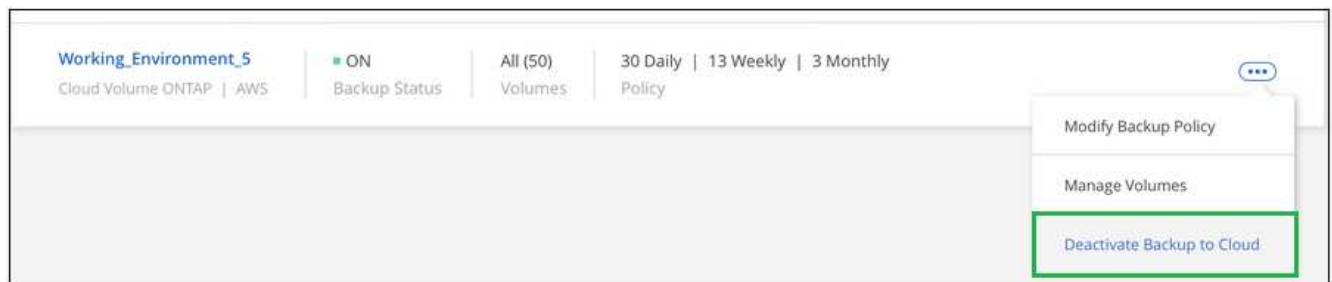 Working_Environment_5
ON
All (50)
30 Daily | 13 Weekly | 3 Monthly
Cloud Volume ONTAP | AWS
Backup Status
Volumes
Policy
Modify Backup Policy
Manage Volumes
Deactivate Backup to Cloud